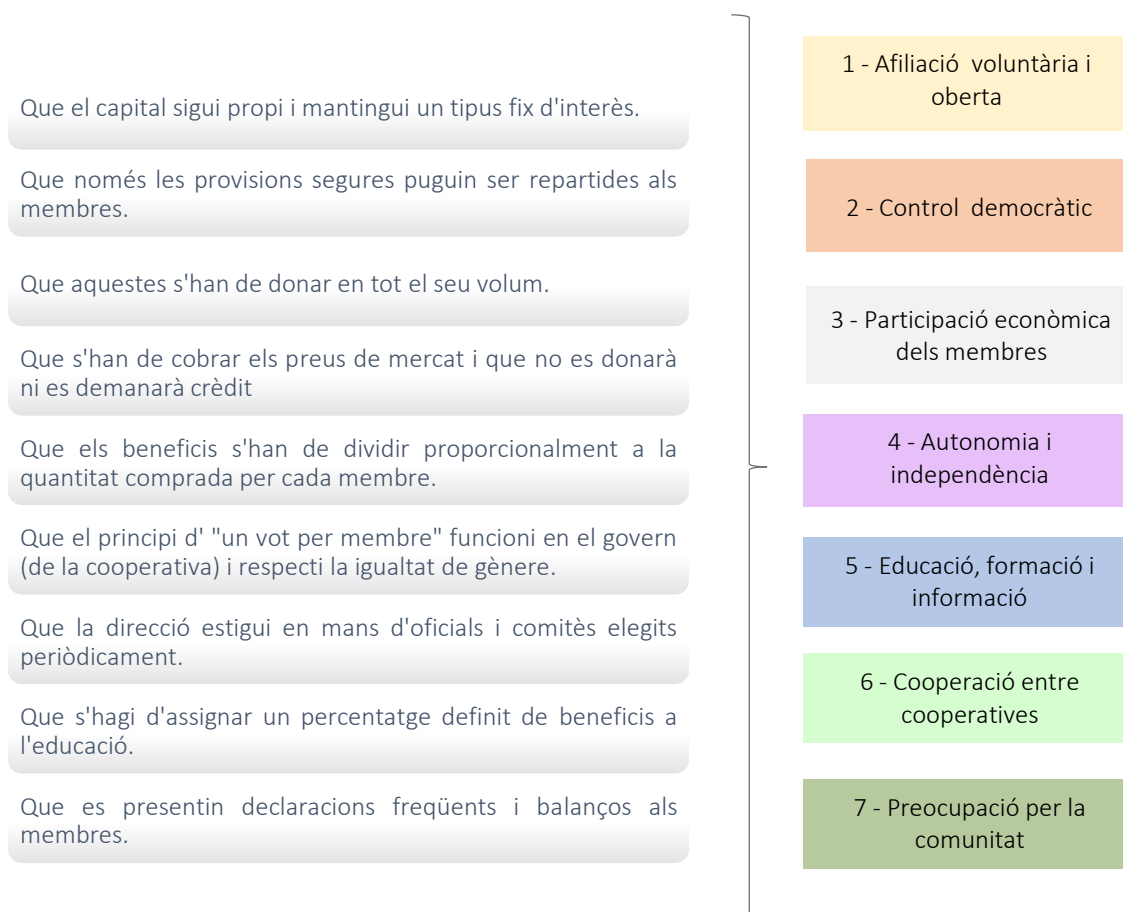 Que el capital sigui propi i mantingui un tipus fix d'interès.
Que només les provisions segures puguin ser repartides als
membres.
Que aquestes s'han de donar en tot el seu volum.
Que s'han de cobrar els preus de mercat i que no es donarà
ni es demanarà crèdit
Que els beneficis s'han de dividir proporcionalment a la
quantitat comprada per cada membre.
Que el principi d' "un vot per membre" funcioni en el govern
(de la cooperativa) i respecti la igualtat de gènere.
Que la direcció estigui en mans d'oficials i comitès elegits
periòdicament.
Que s'hagi d'assignar un percentatge definit de beneficis a
l'educació.
Que es presentin declaracions freqüents i balanços als
membres.
1 - Afiliació voluntària i
oberta
2 - Control democràtic
3 - Participació econòmica
dels membres
4 - Autonomia i
independència
5 - Educació, formació i
informació
6 - Cooperació entre
cooperatives
7 - Preocupació per la
comunitat